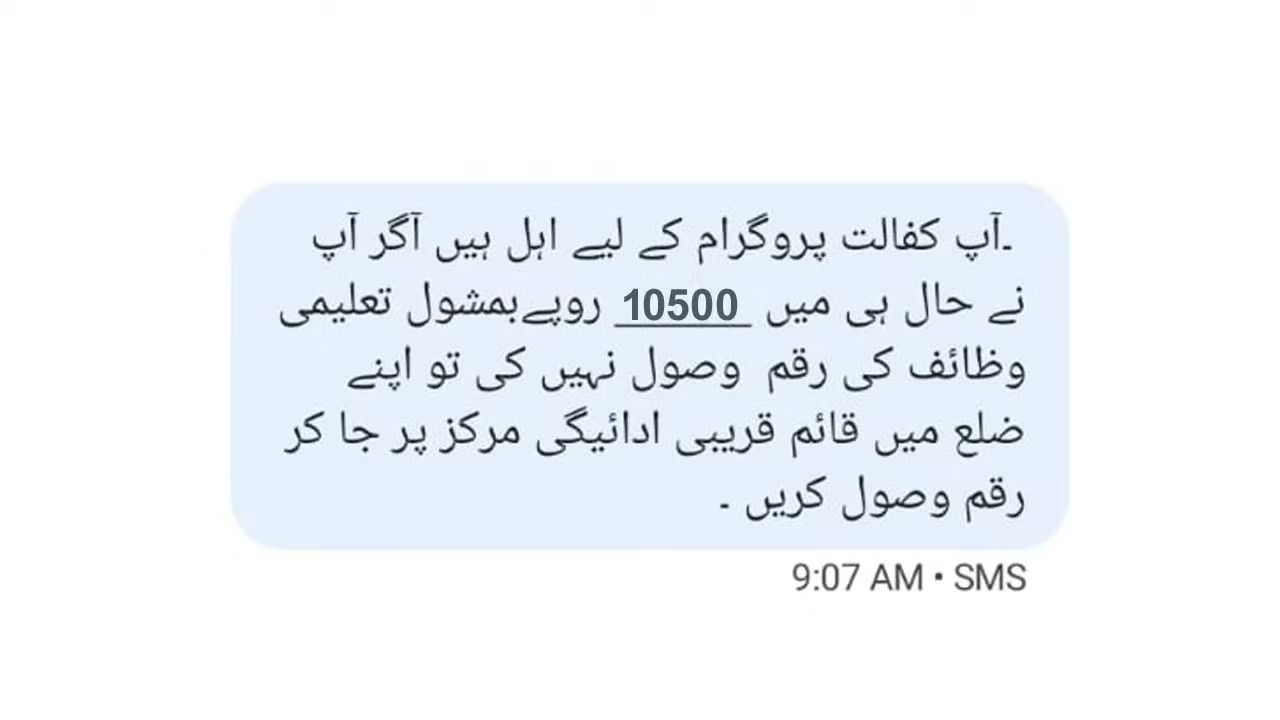 ۔آپ کفالت پروگرام کے لیے اہل ہیں آگر آپ
نے حال ہی میں 10500 روپےبمشول تعلیمی
وظائف کی رقم وصول نہیں کی تو اپنے
ضلع میں قائم قریبی ادائیگی مرکز پر جا کر
رقم وصول کریں ۔
9:07 AM • SMS